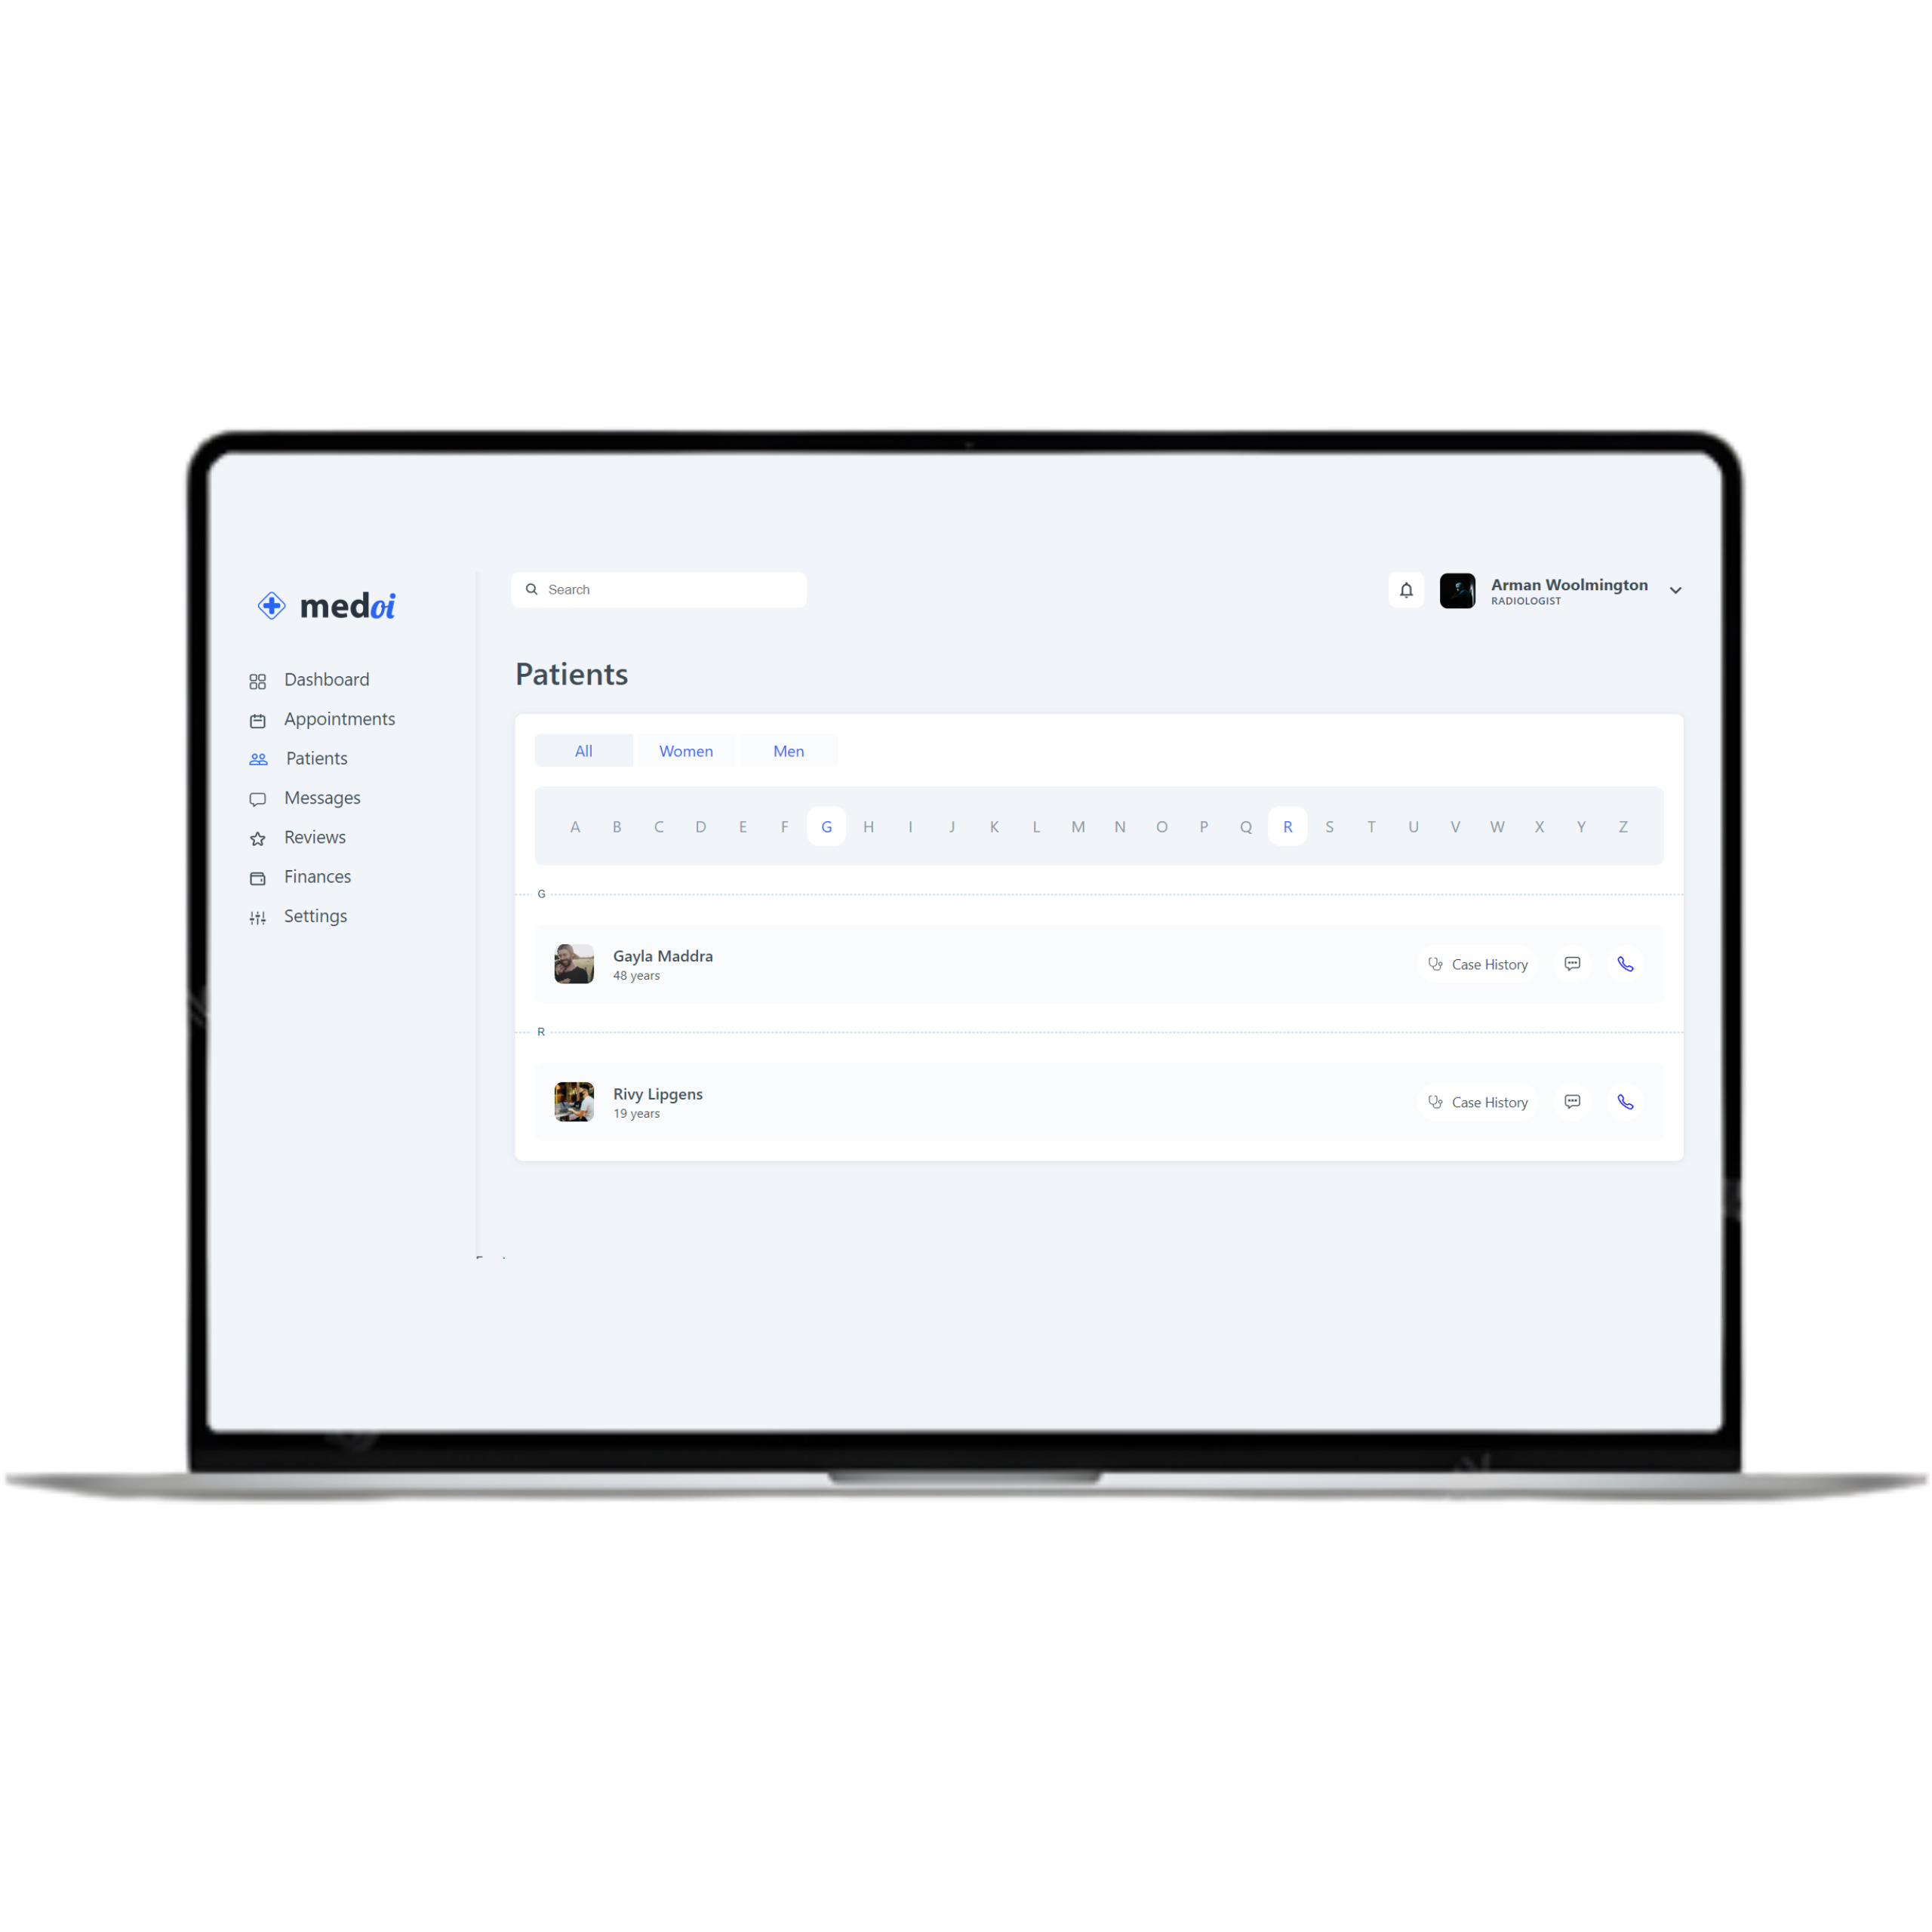 medoi
Dashboard
Appointments
Patients
Messages
Reviews
Finances
Settings
Search
Arman Woolmington
RADIOLOGIST
Patients
All Women Men
A B C D E F G H I J K L M N O P Q R S T U V W X Y Z
G
Gayla Maddra
48 years
Case History
R
Rivy Lipgens
19 years
Case History